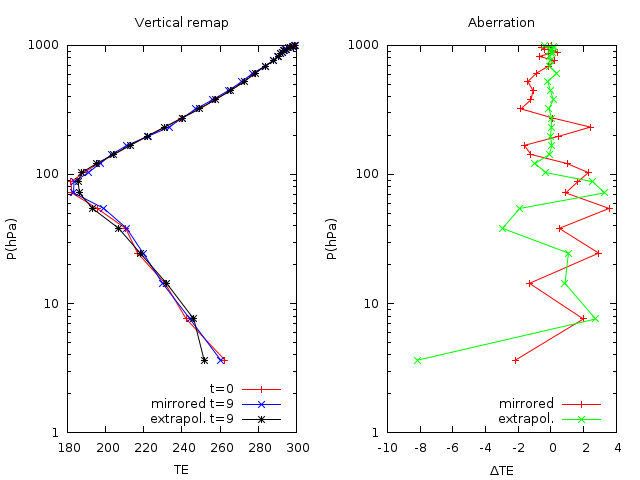 Vertical remap
1000
100
10
1
P(hPa)
t=0
mirrored t=9
extrapol. t=9
180 200 220 240 260 280 300
TE
Aberration
1000
100
10
1
P(hPa)
mirrored
extrapol.
-10 -8 -6 -4 -2 0 2 4
ΔTE